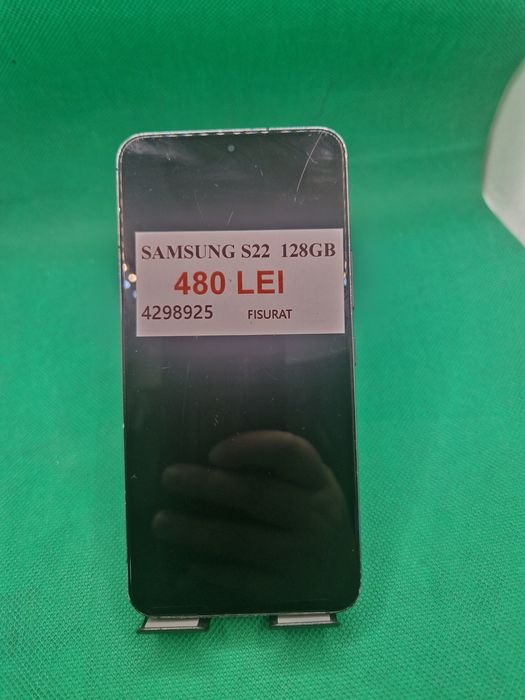 SAMSUNG S22 128GB
480 LEI
4298925 FISURAT